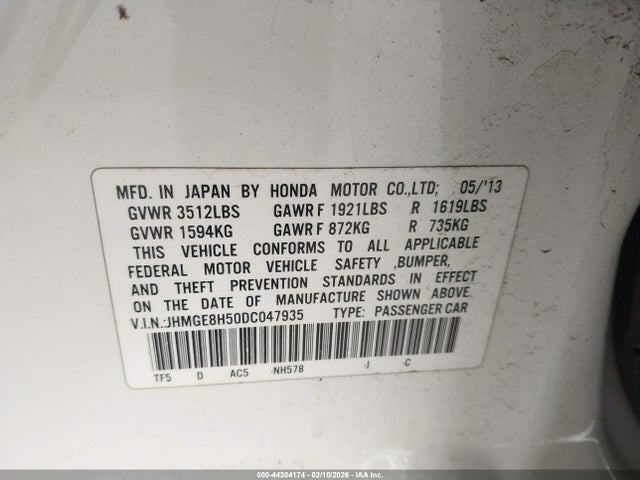 MFD. IN JAPAN BY HONDA MOTOR CO.,LTD; 05/'13
GVWR 3512LBS GAWR F 1921LBS R 1619LBS
GVWR 1594KG GAWR F 872KG R 735KG
THIS VEHICLE CONFORMS TO ALL APPLICABLE
FEDERAL MOTOR VEHICLE SAFETY ,BUMPER,
AND THEFT PREVENTION STANDARDS IN EFFECT
ON THE DATE OF MANUFACTURE SHOWN ABOVE.
V.I.N.:JHMGE8H50DC047935 TYPE: PASSENGER CAR
TF5 D AC5 -NH578 -J -C
000-44304174 — 02/10/2026 — IAA Inc.